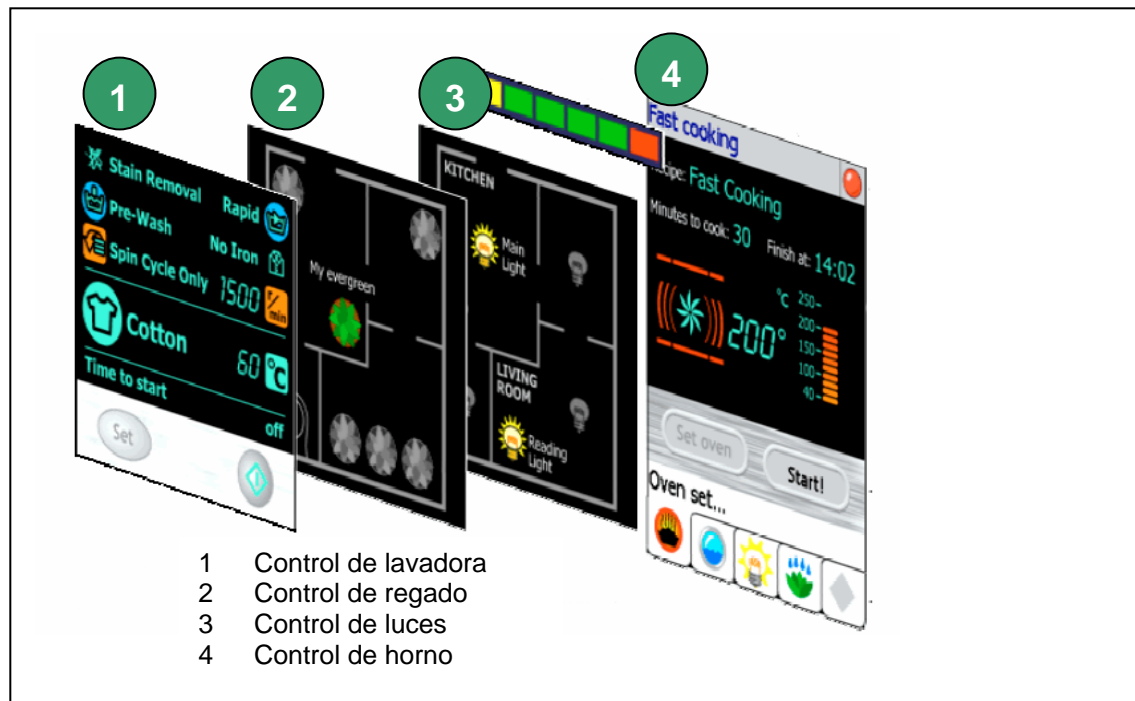 1
2
3
4
Stain Removal
Rapid
Pre-Wash
No Iron
Spin Cycle Only
1500 r/min
Cotton
60 °C
Time to start
off
Set
My evergreen
KITCHEN
Main
Light
LIVING
ROOM
Reading
Light
Fast cooking
Recipe: Fast Cooking
Minutes to cook: 30
Finish at: 14:02
200°
°C
250-
200-
150-
100-
40-
Set oven
Start!
Oven set...
1 Control de lavadora
2 Control de regado
3 Control de luces
4 Control de horno